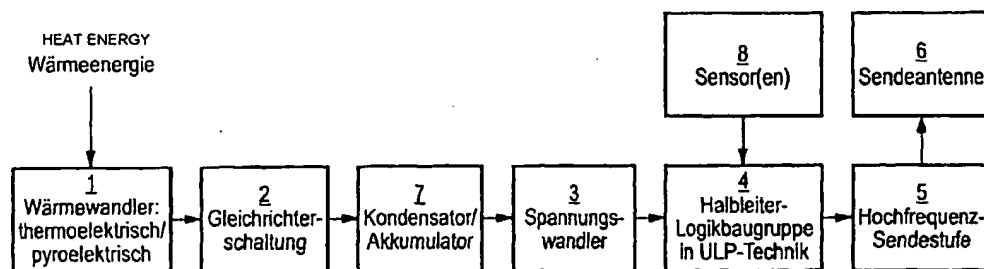 HEAT ENERGY
Wärmeenergie
8
Sensor(en)
6
Sendeantenne
1
Wärmewandler:
thermoelektrisch/
pyroelektrisch
2
Gleichrichter-
schaltung
7
Kondensator/
Akkumulator
3
Spannungs-
wandler
4
Halbleiter-
Logikbaugruppe
in ULP-Technik
5
Hochfrequenz-
Sendestufe